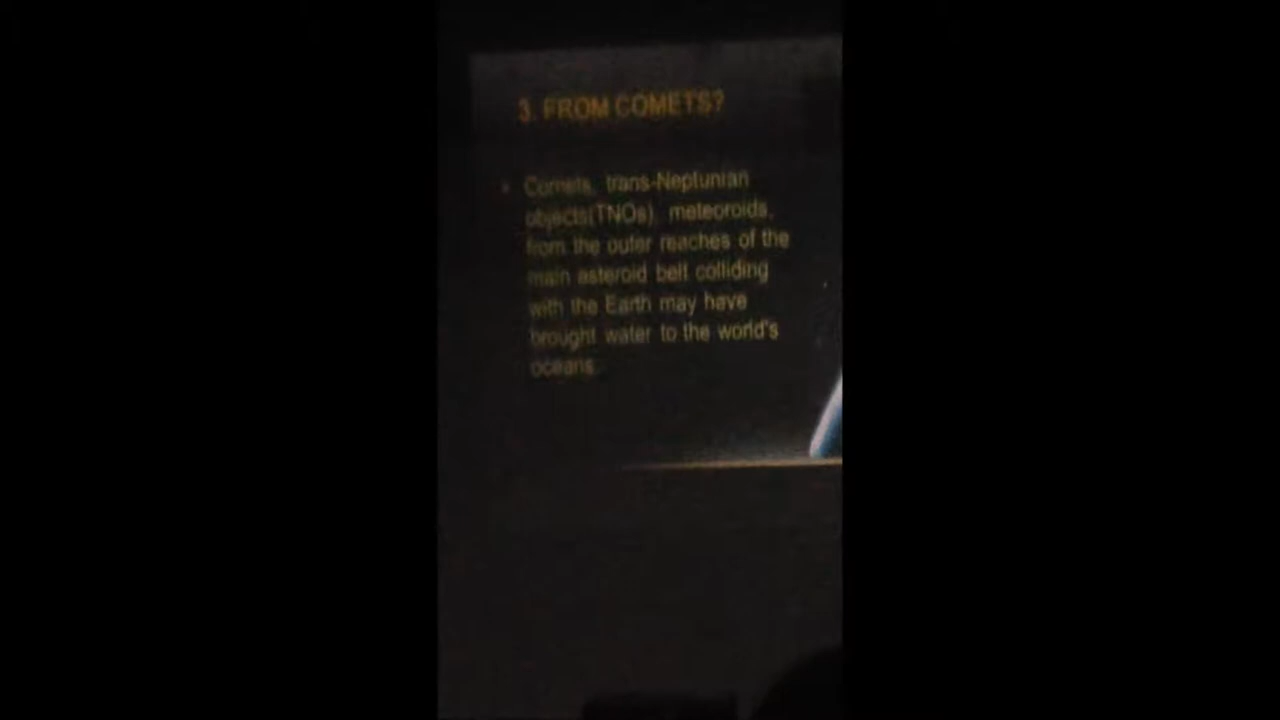 3. FROM COMETS?
Comets, trans-Neptunian
objects(TNOs), meteoroids,
from the outer reaches of the
main asteroid belt colliding
with the Earth may have
brought water to the world's
oceans.